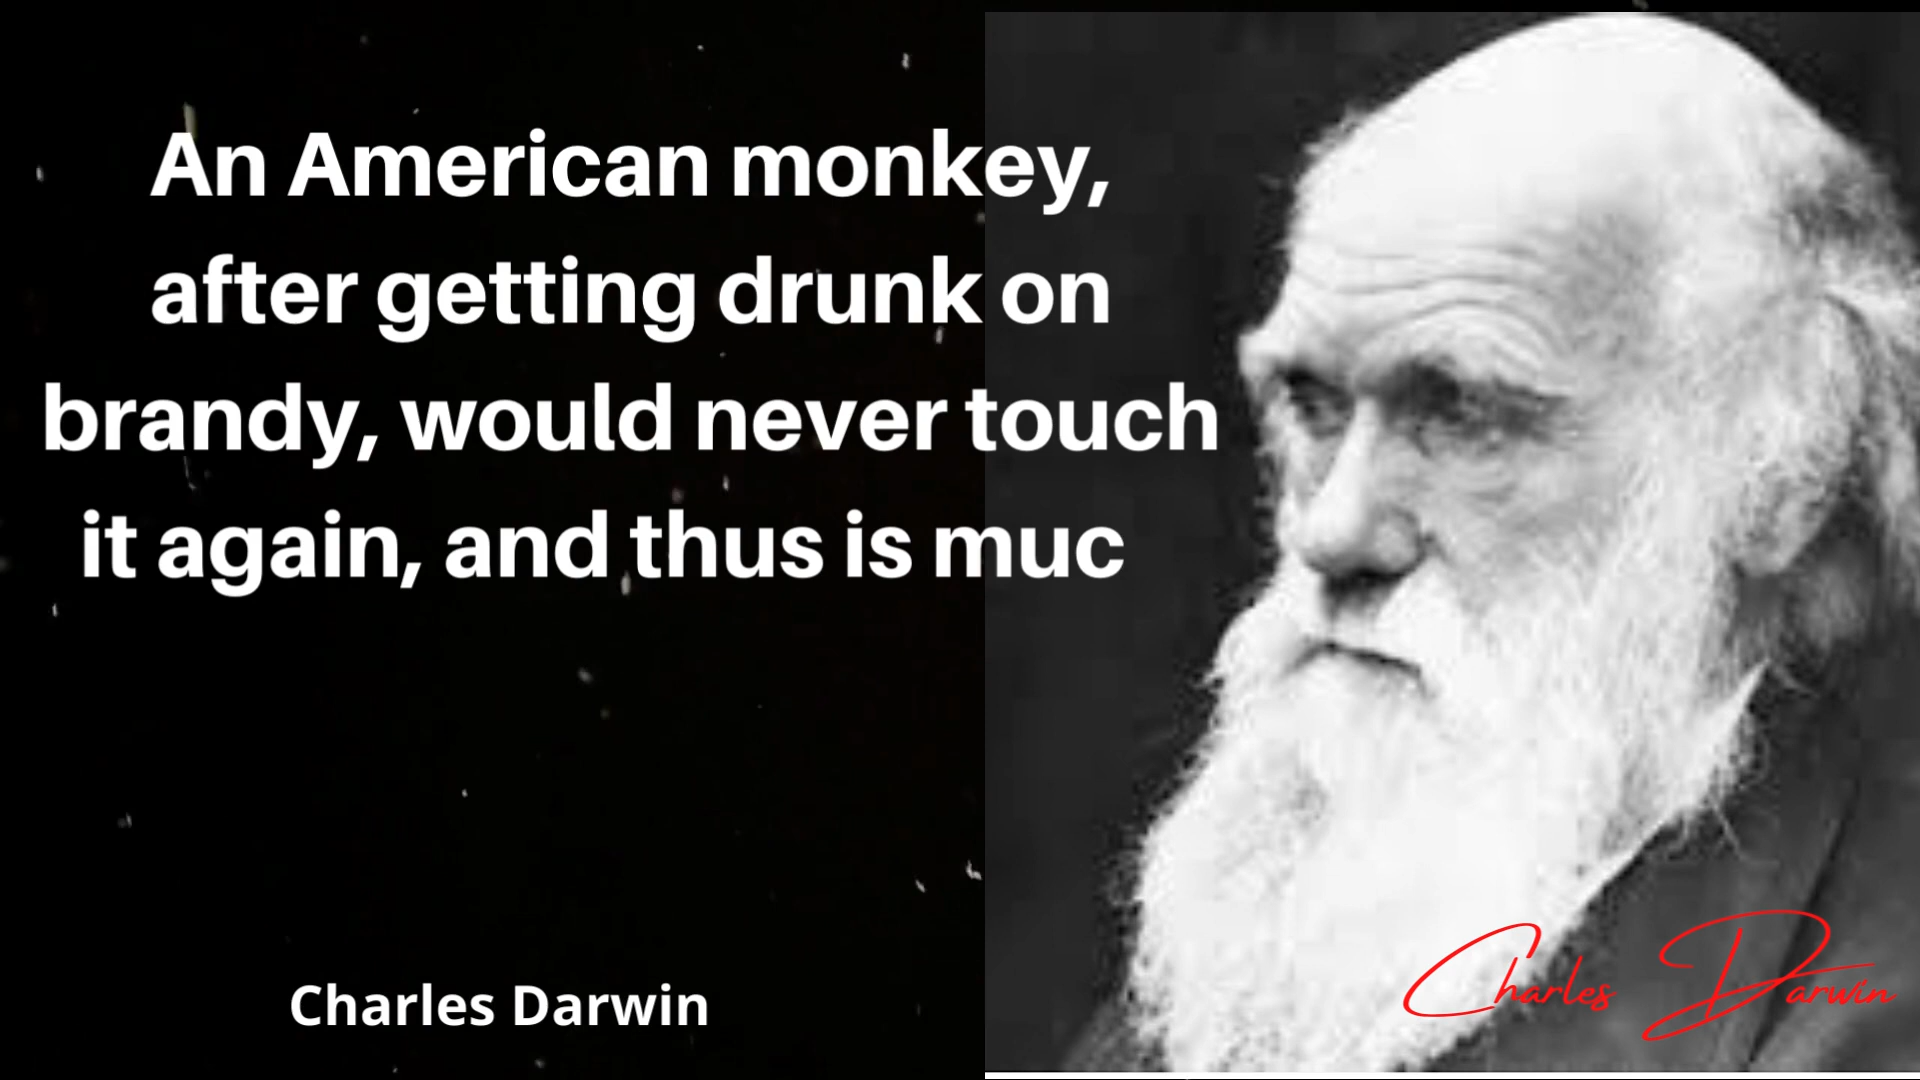 An American monkey,
after getting drunk on
brandy, would never touch
it again, and thus is muc
Charles Darwin
Charles Darwin